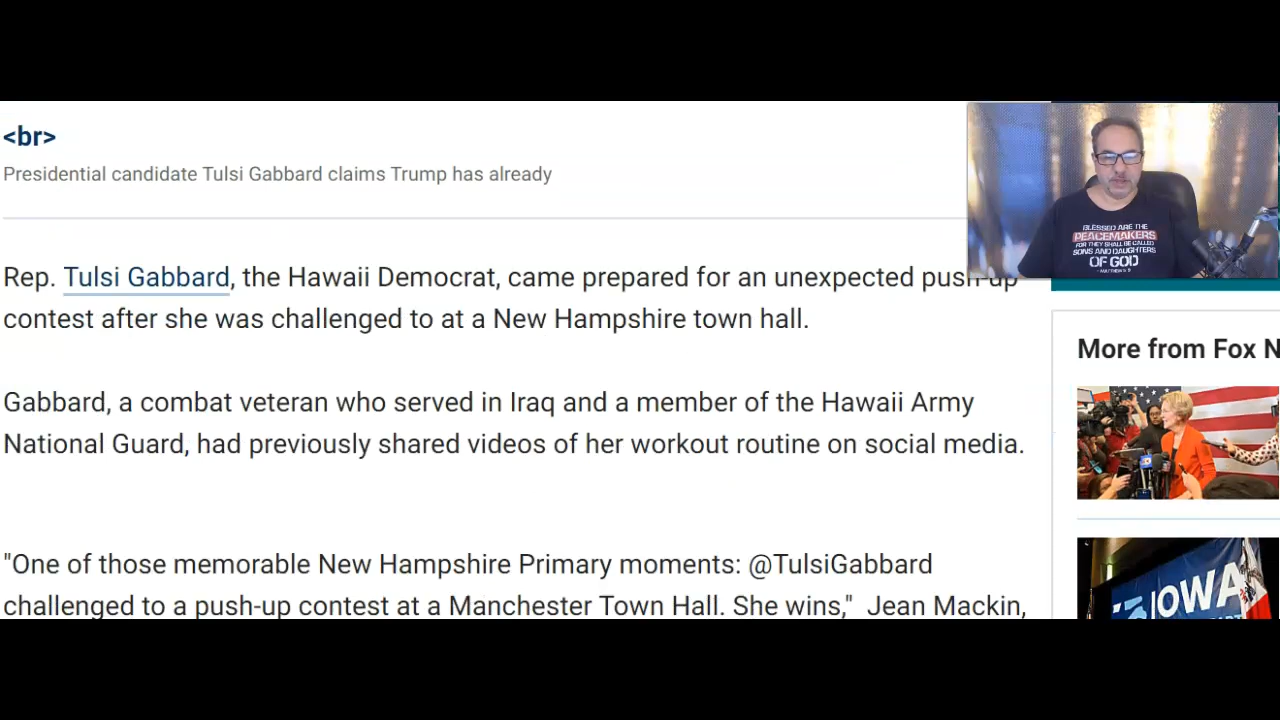 <br>
Presidential candidate Tulsi Gabbard claims Trump has already
Rep. Tulsi Gabbard, the Hawaii Democrat, came prepared for an unexpected push-up
contest after she was challenged to at a New Hampshire town hall.
Gabbard, a combat veteran who served in Iraq and a member of the Hawaii Army
National Guard, had previously shared videos of her workout routine on social media.
"One of those memorable New Hampshire Primary moments: @TulsiGabbard
challenged to a push-up contest at a Manchester Town Hall. She wins," Jean Mackin,
BLESSED ARE THE
PEACEMAKERS
FOR THEY SHALL BE CALLED
SONS AND DAUGHTERS
OF GOD
- MATTHEW 5:9
More from Fox N
IOWA